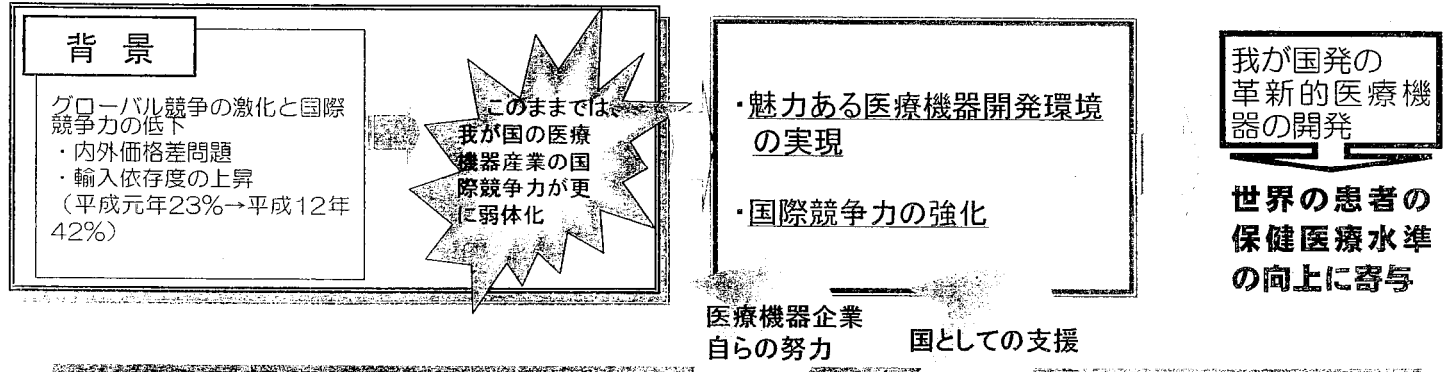 背 景
グローバル競争の激化と国際
競争力の低下
・内外価格差問題
・輸入依存度の上昇
（平成元年23%→平成12年
42%）
このままでは、
我が国の医療
機器産業の国
際競争力が更
に弱体化
・魅力ある医療機器開発環境
の実現
・国際競争力の強化
医療機器企業
自らの努力
国としての支援
我が国発の
革新的医療機
器の開発
世界の患者の
保健医療水準
の向上に寄与